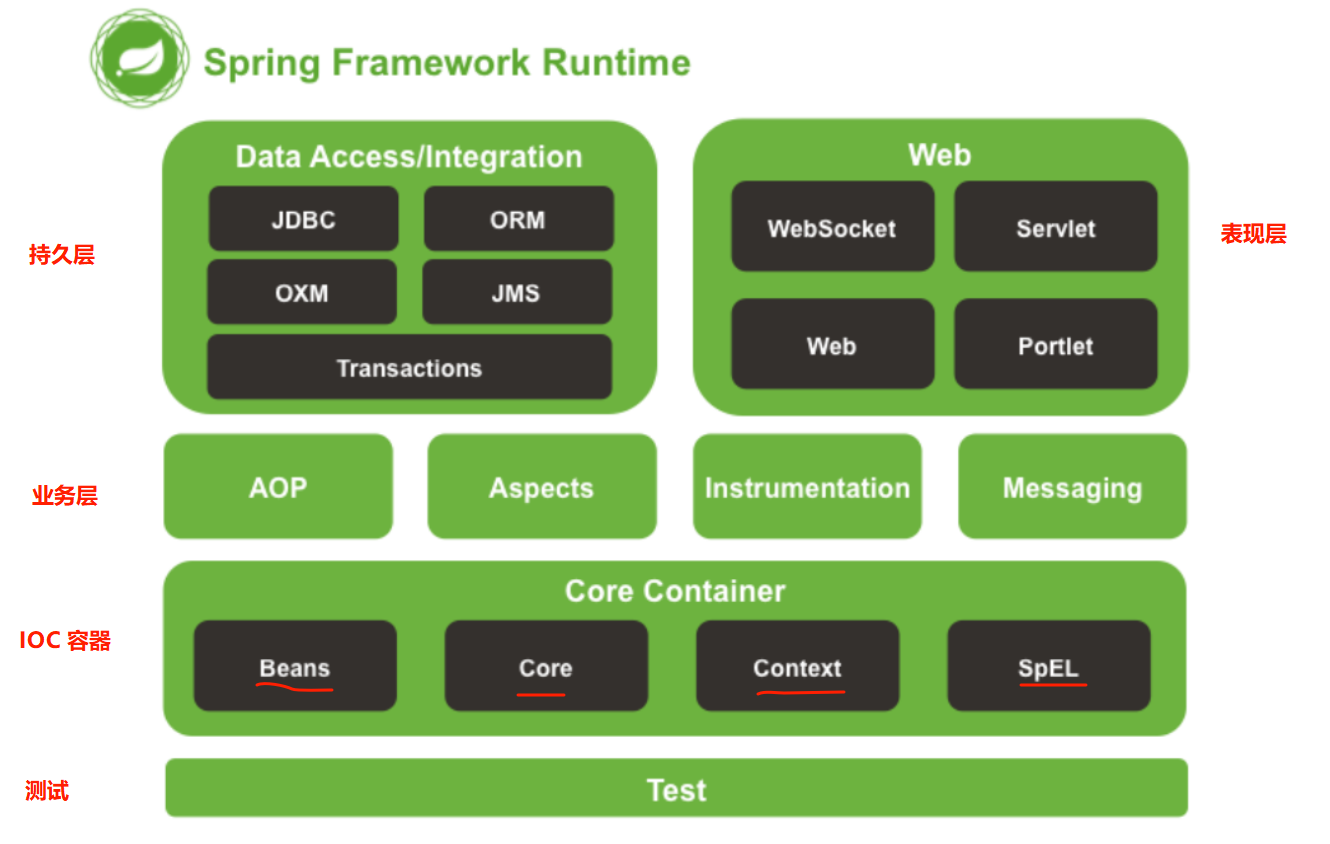 Spring Framework Runtime
Data Access/Integration
JDBC
ORM
OXM
JMS
Transactions
持久层
Web
WebSocket
Servlet
Web
Portlet
表现层
业务层
AOP
Aspects
Instrumentation
Messaging
IOC 容器
Core Container
Beans
Core
Context
SpEL
测试
Test